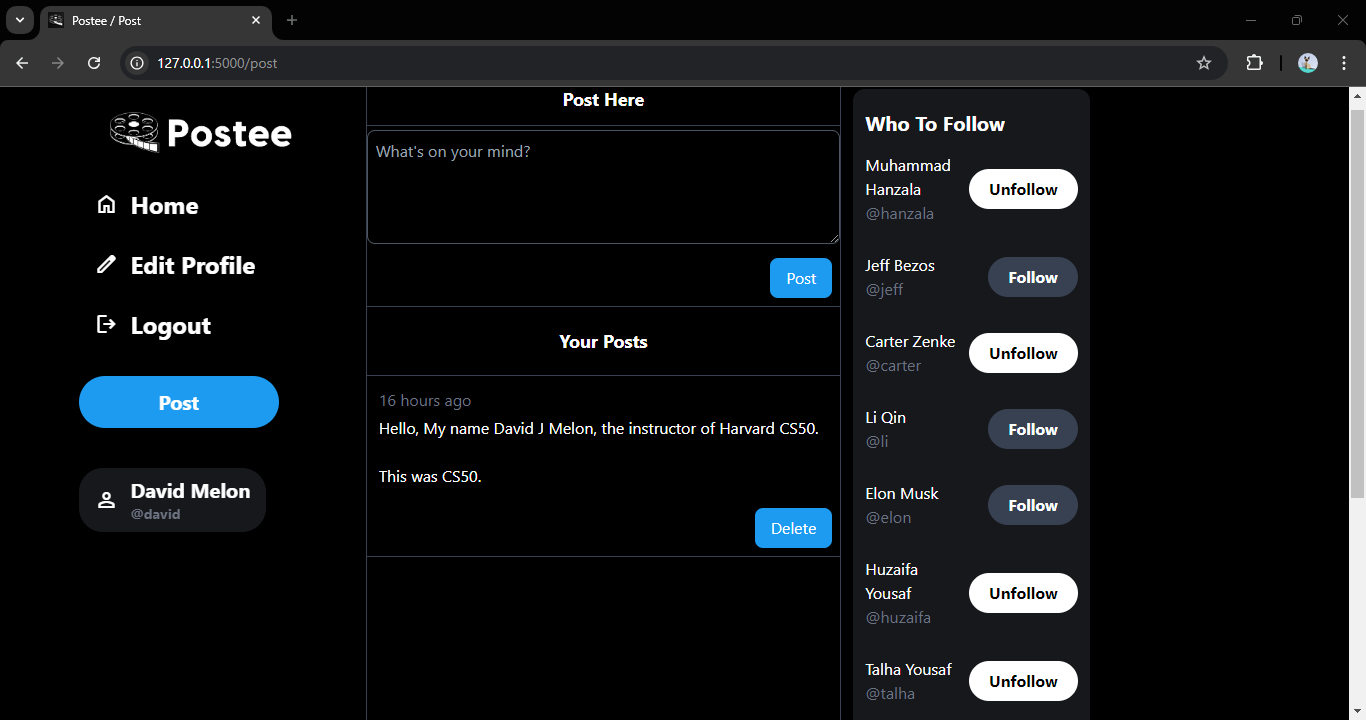 Postee / Post
127.0.0.1:5000/post
Postee
Home
Edit Profile
Logout
Post
David Melon
@david
Post Here
What's on your mind?
Post
Your Posts
16 hours ago
Hello, My name David J Melon, the instructor of Harvard CS50.
This was CS50.
Delete
Who To Follow
Muhammad
Hanzala
@hanzala
Unfollow
Jeff Bezos
@jeff
Follow
Carter Zenke
@carter
Unfollow
Li Qin
@li
Follow
Elon Musk
@elon
Follow
Huzaifa
Yousaf
@huzaifa
Unfollow
Talha Yousaf
@talha
Unfollow